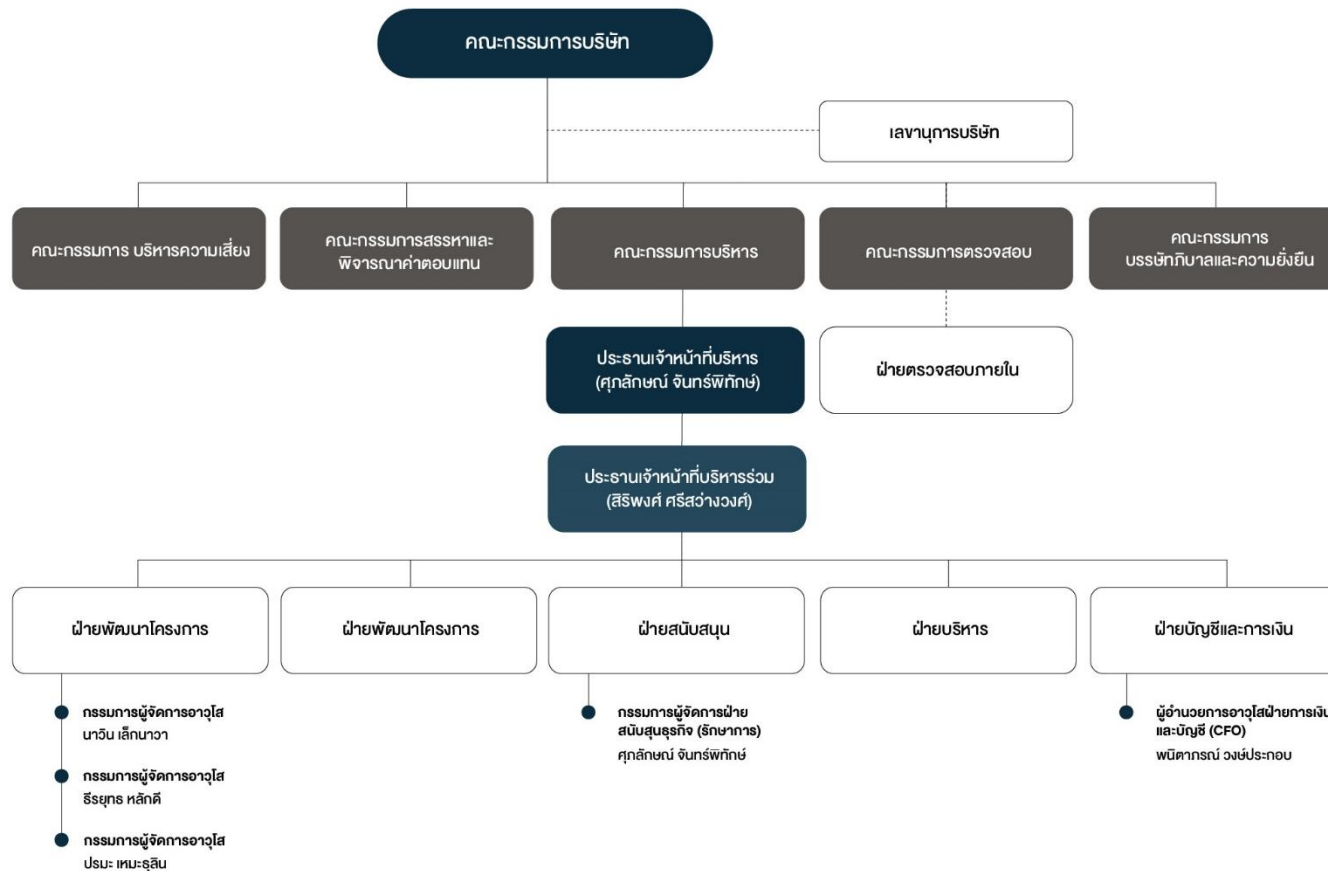 คณะกรรมการบริษัท
เลขานุการบริษัท
คณะกรรมการ บริหารความเสี่ยง
คณะกรรมการสรรหาและ
พิจารณาค่าตอบแทน
คณะกรรมการบริหาร
คณะกรรมการตรวจสอบ
คณะกรรมการ
บรรษัทภิบาลและความยั่งยืน
ประธานเจ้าหน้าที่บริหาร
(ศุภลักษณ์ จันทร์พิทักษ์)
ฝ่ายตรวจสอบภายใน
ประธานเจ้าหน้าที่บริหารร่วม
(สิริพงศ์ ศรีสว่างวงศ์)
ฝ่ายพัฒนาโครงการ
ฝ่ายพัฒนาโครงการ
ฝ่ายสนับสนุน
ฝ่ายบริหาร
ฝ่ายบัญชีและการเงิน
กรรมการผู้จัดการอาวุโส
นาวิน เล็กนาวา
กรรมการผู้จัดการอาวุโส
ธีรยุทธ หลักดี
กรรมการผู้จัดการอาวุโส
ปรมะ เหมะธุลิน
กรรมการผู้จัดการฝ่าย
สนับสุนธุรกิจ (รักษาการ)
ศุภลักษณ์ จันทร์พิทักษ์
ผู้อำนวยการอาวุโสฝ่ายการเงิน
และบัญชี (CFO)
พนิตาภรณ์ วงษ์ประกอบ